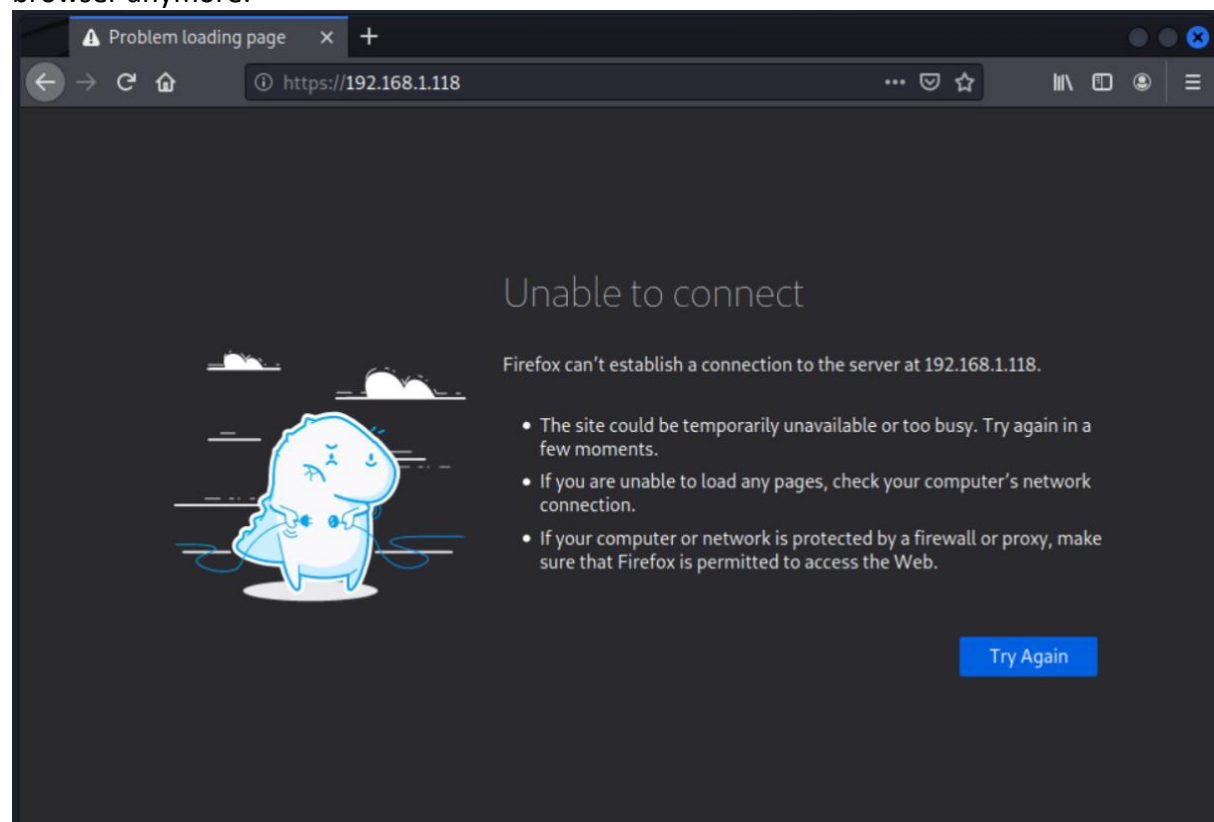 browser anymore.
Problem loading page
https://192.168.1.118
Unable to connect
Firefox can’t establish a connection to the server at 192.168.1.118.
• The site could be temporarily unavailable or too busy. Try again in a
few moments.
• If you are unable to load any pages, check your computer’s network
connection.
• If your computer or network is protected by a firewall or proxy, make
sure that Firefox is permitted to access the Web.
Try Again